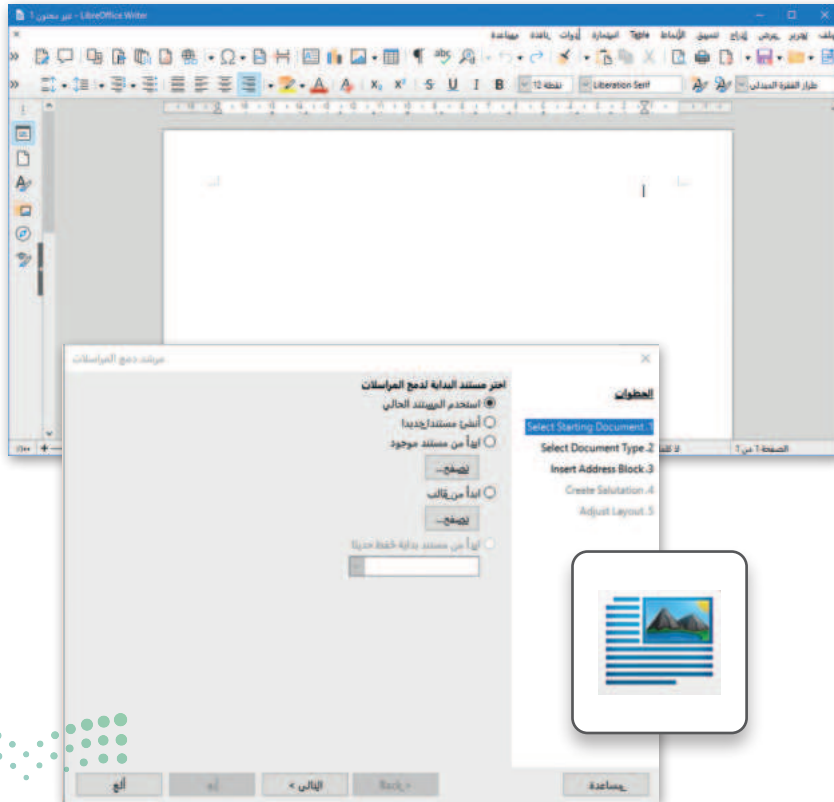 غير معنون 1 - LibreOffice Writer
ملف تحرير عرض إدراج تنسيق الأنماط Table استمارة أدوات نافذة مساعدة
طراز الفقرة المبدئي Liberation Serif 12 نقطة B I U S X² X₂
الصفحة 1 من 1
مرشد دمج المراسلات
الخطوات
1. Select Starting Document
2. Select Document Type
3. Insert Address Block
4. Create Salutation
5. Adjust Layout
اختر مستند البداية لدمج المراسلات
استخدم المستند الحالي
أنشئ مستندا جديدا
ابدأ من مستند موجود
تصفح...
ابدأ من قالب
تصفح...
ابدأ من مستند بداية حُفظ حديثا
مساعدة
< Back
التالي >
ألغ